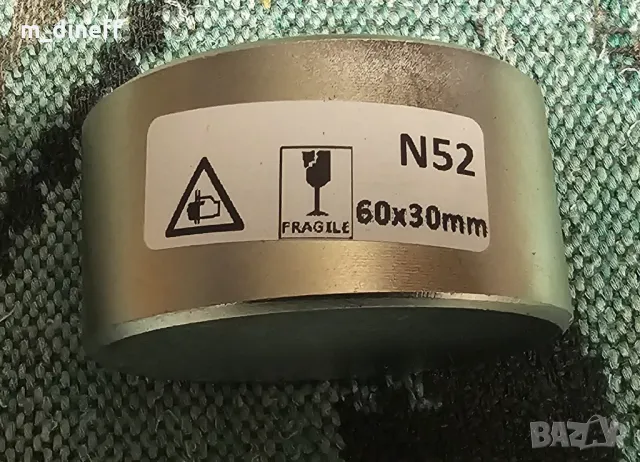 m_dineff
N52
60x30mm
FRAGILE
BAZAR